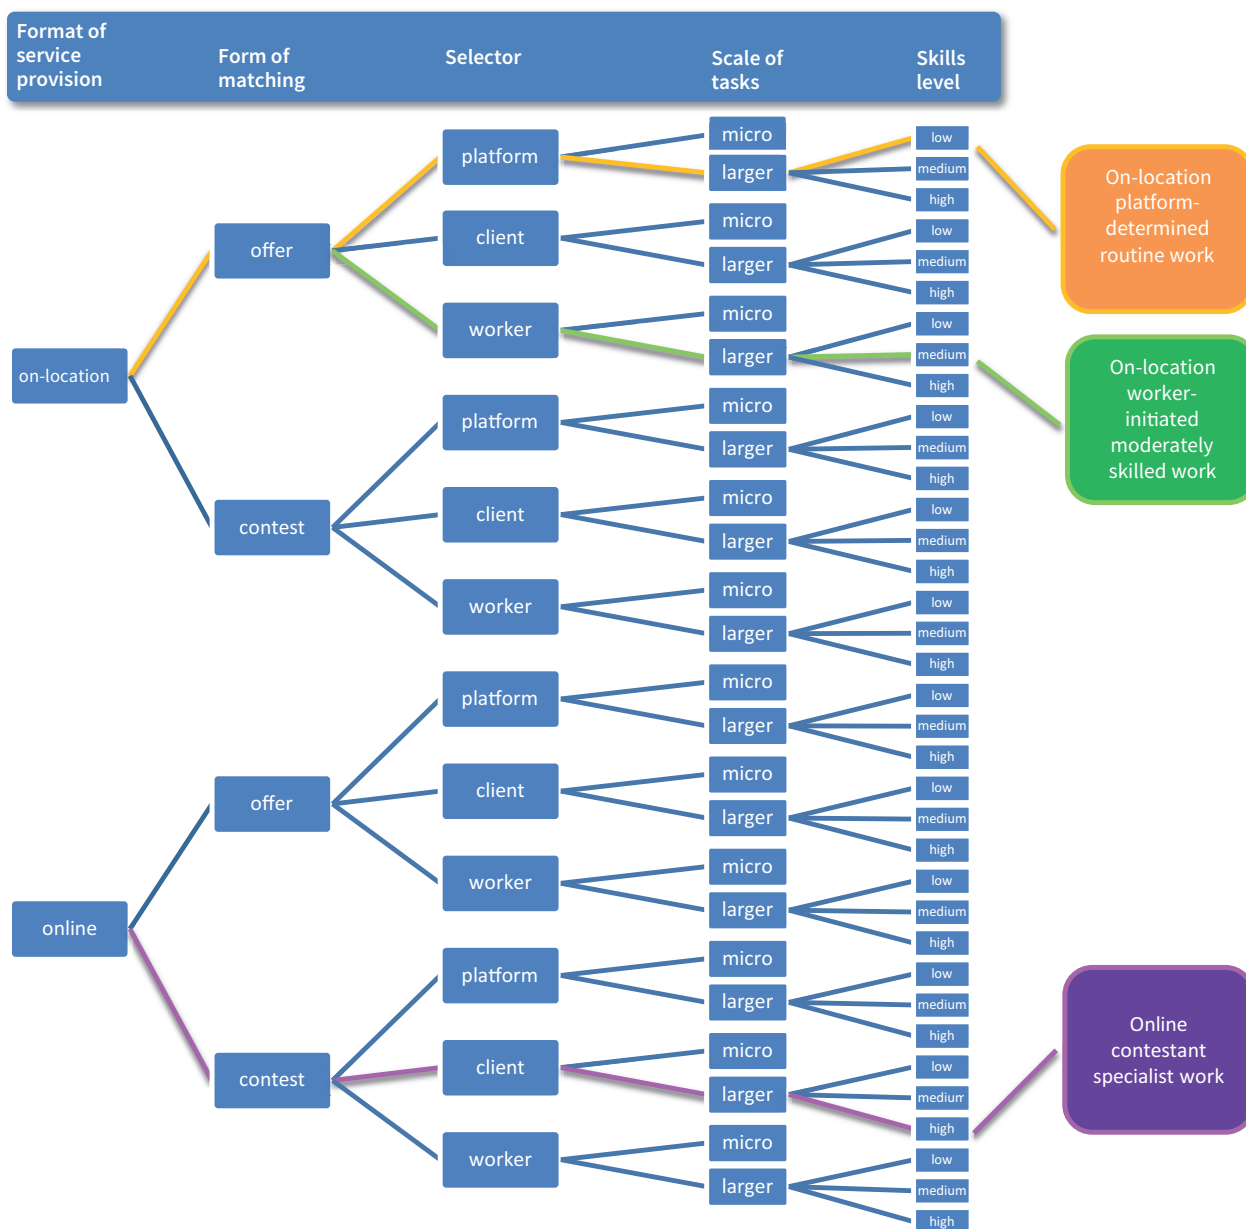 Format of
service
provision
Form of
matching
Selector
Scale of
tasks
Skills
level
on-location
offer
platform
micro
larger
low
medium
high
client
micro
larger
low
medium
high
worker
micro
larger
low
medium
high
contest
platform
micro
larger
low
medium
high
client
micro
larger
low
medium
high
worker
micro
larger
low
medium
high
online
offer
platform
micro
larger
low
medium
high
client
micro
larger
low
medium
high
worker
micro
larger
low
medium
high
contest
platform
micro
larger
low
medium
high
client
micro
larger
low
medium
high
worker
micro
larger
low
medium
high
On-location
platform-
determined
routine work
On-location
worker-
initiated
moderately
skilled work
Online
contestant
specialist work